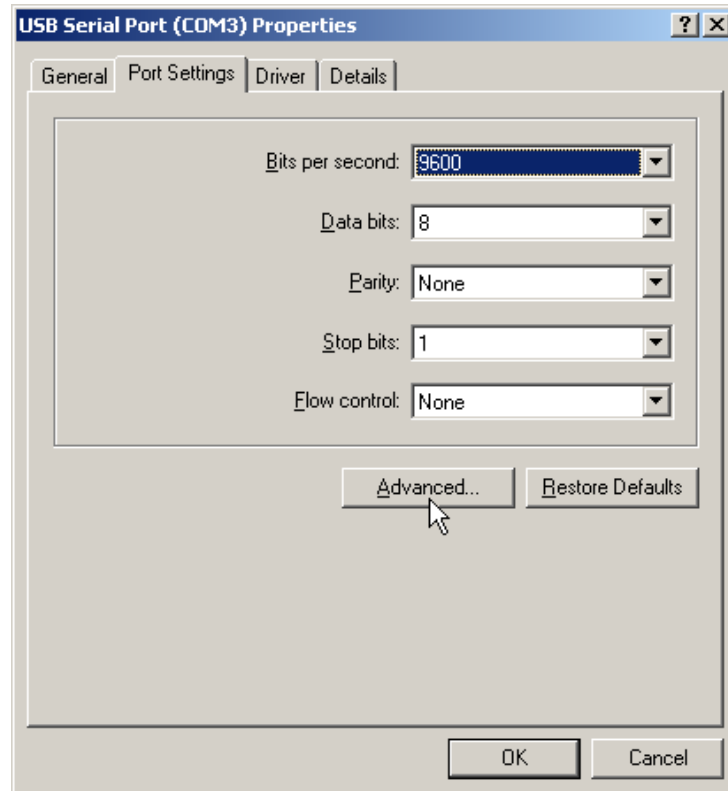 USB Serial Port (COM3) Properties
General Port Settings Driver Details
Bits per second: 9600
Data bits: 8
Parity: None
Stop bits: 1
Flow control: None
Advanced... Restore Defaults
OK Cancel